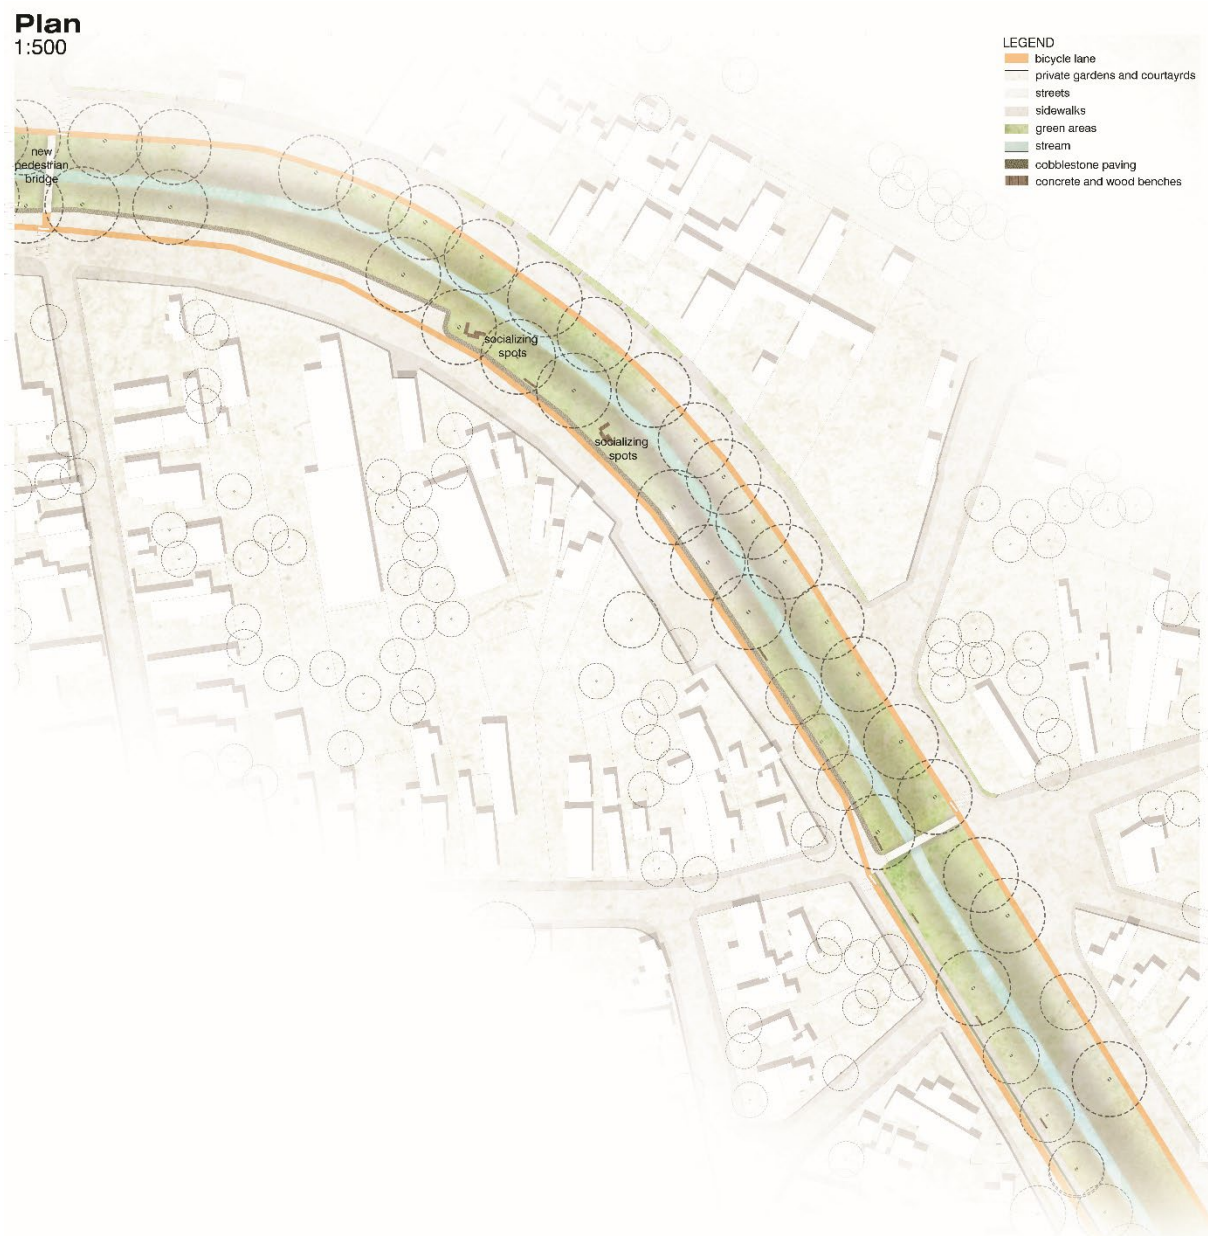 Plan
1:500
LEGEND
bicycle lane
private gardens and courtayrds
streets
sidewalks
green areas
stream
cobblestone paving
concrete and wood benches
new
pedestrian
bridge
socializing
spots
socializing
spots